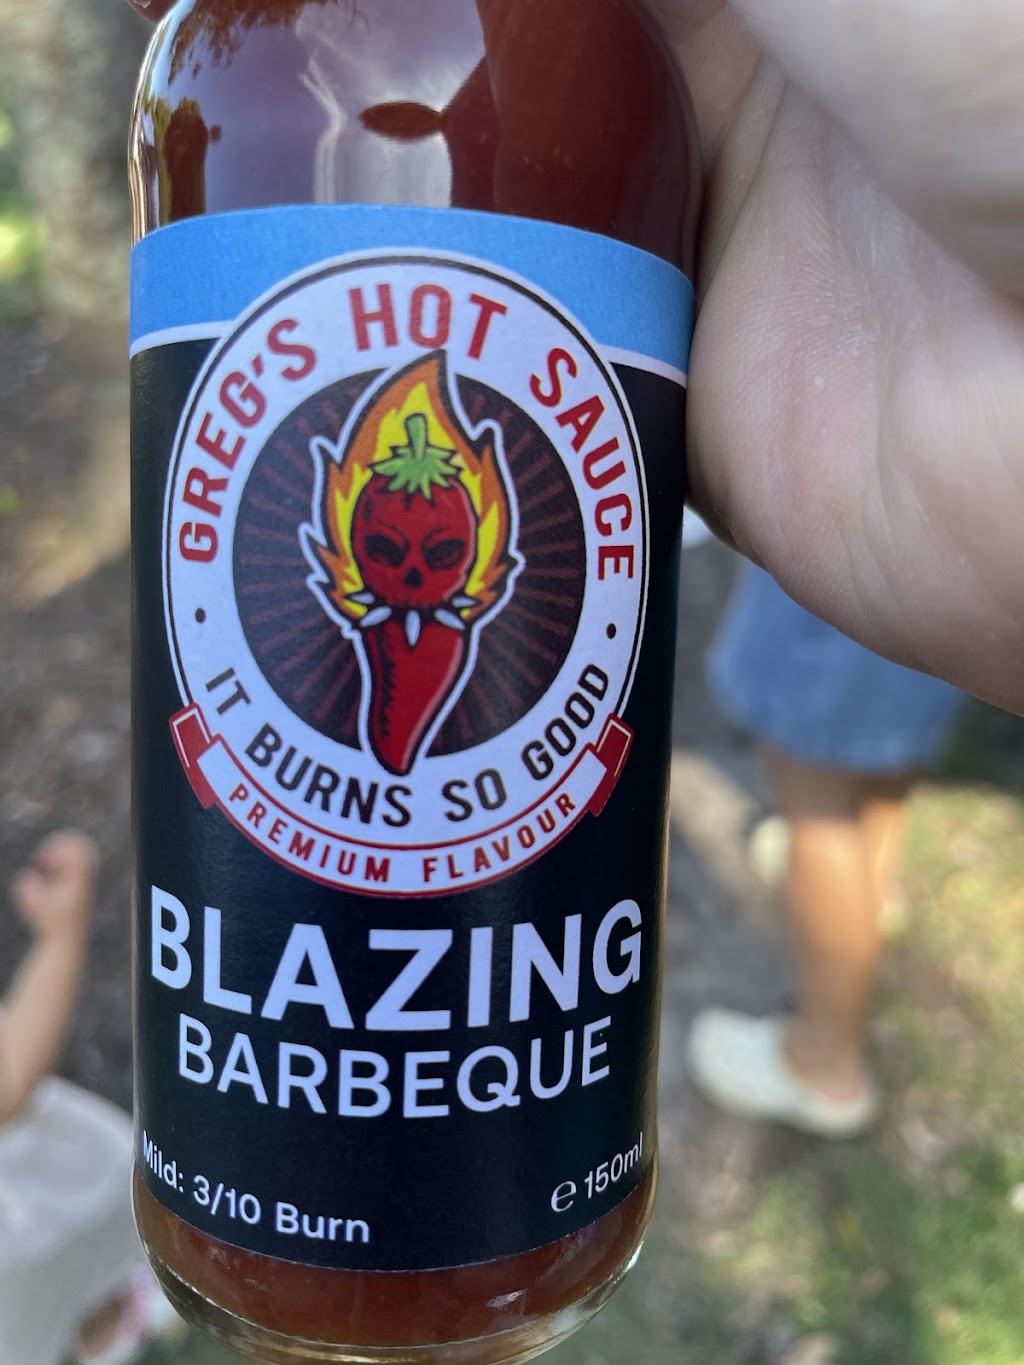 GREG'S HOT SAUCE
• IT BURNS SO GOOD •
PREMIUM FLAVOUR
BLAZING
BARBEQUE
Mild: 3/10 Burn
℮ 150ml